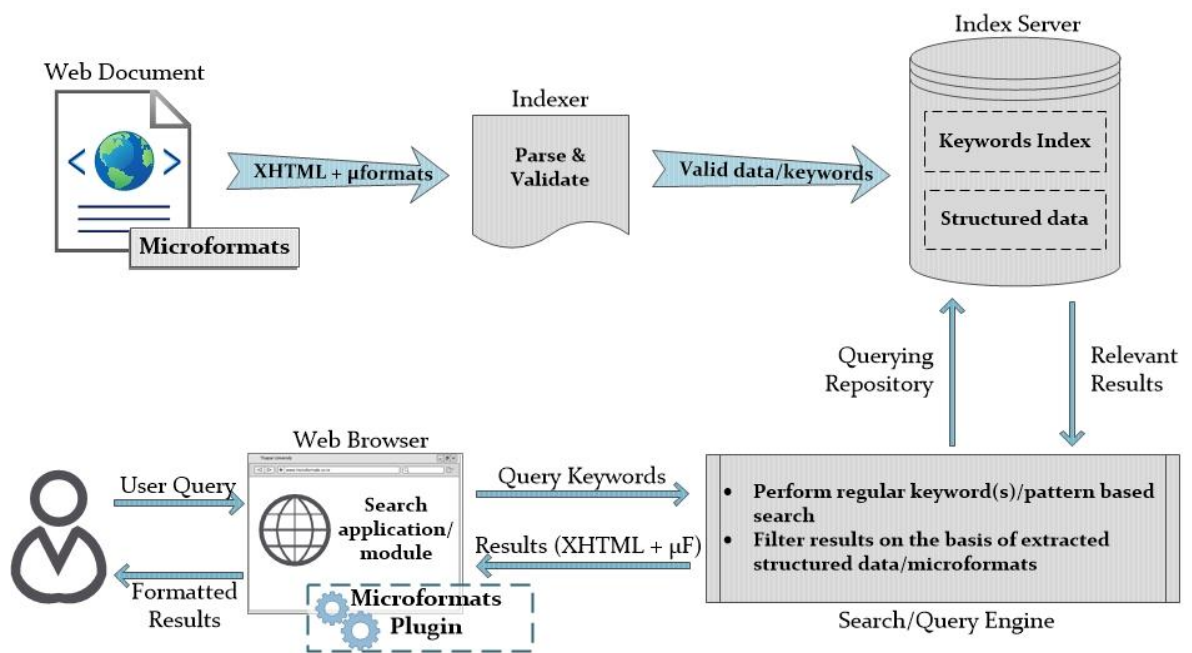 Index Server
Web Document
Indexer
< >
Microformats
XHTML + μformats
Parse &
Validate
Valid data/keywords
Keywords Index
Structured data
Querying
Repository
Relevant
Results
Web Browser
User Query
Formatted
Results
Search
application/
module
Microformats
Plugin
Query Keywords
Results (XHTML + μF)
• Perform regular keyword(s)/pattern based
search
• Filter results on the basis of extracted
structured data/microformats
Search/Query Engine